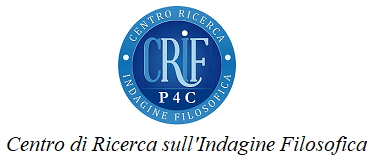 CENTRO RICERCA
CRIF
P4C
INDAGINE FILOSOFICA
Centro di Ricerca sull'Indagine Filosofica